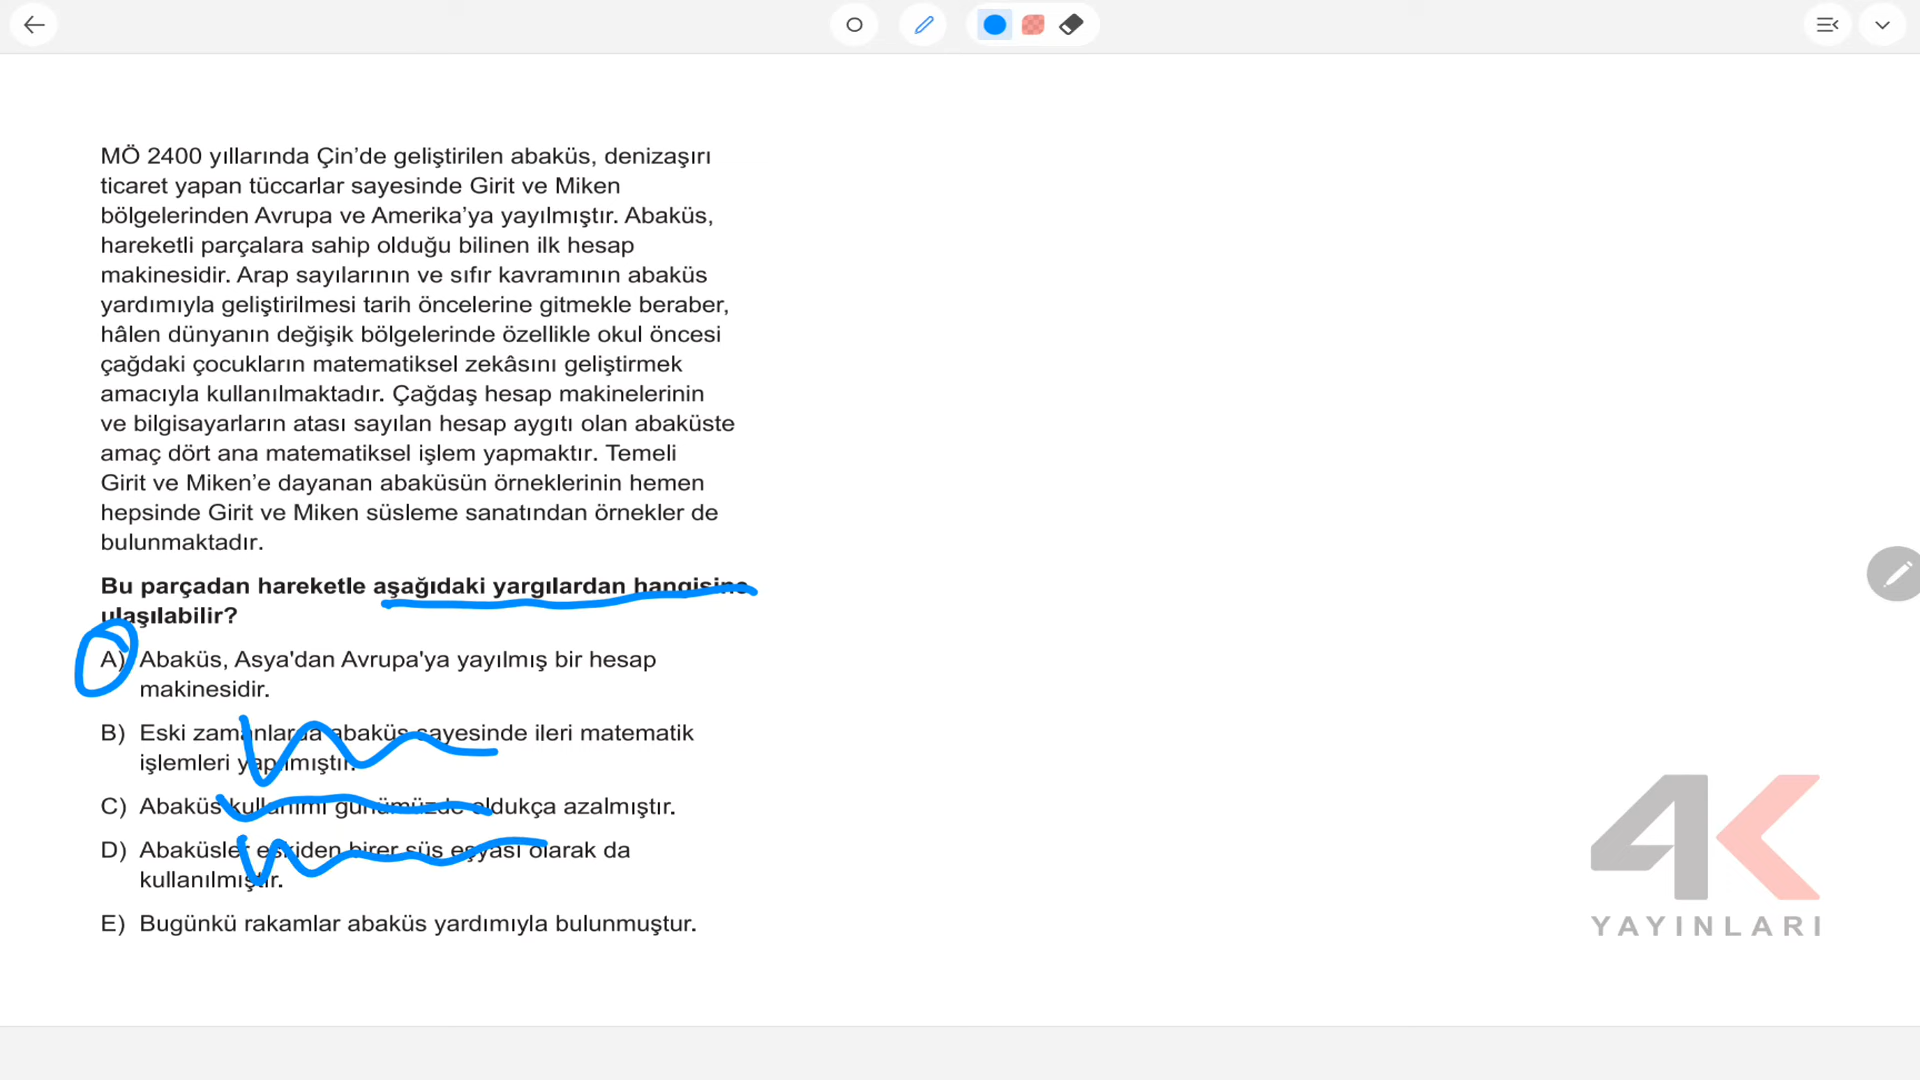 MÖ 2400 yıllarında Çin’de geliştirilen abaküs, denizaşırı
ticaret yapan tüccarlar sayesinde Girit ve Miken
bölgelerinden Avrupa ve Amerika’ya yayılmıştır. Abaküs,
hareketli parçalara sahip olduğu bilinen ilk hesap
makinesidir. Arap sayılarının ve sıfır kavramının abaküs
yardımıyla geliştirilmesi tarih öncelerine gitmekle beraber,
hâlen dünyanın değişik bölgelerinde özellikle okul öncesi
çağdaki çocukların matematiksel zekâsını geliştirmek
amacıyla kullanılmaktadır. Çağdaş hesap makinelerinin
ve bilgisayarların atası sayılan hesap aygıtı olan abaküste
amaç dört ana matematiksel işlem yapmaktır. Temeli
Girit ve Miken’e dayanan abaküsün örneklerinin hemen
hepsinde Girit ve Miken süsleme sanatından örnekler de
bulunmaktadır.
Bu parçadan hareketle aşağıdaki yargılardan hangisine
ulaşılabilir?
A) Abaküs, Asya'dan Avrupa'ya yayılmış bir hesap
makinesidir.
B) Eski zamanlarda abaküs sayesinde ileri matematik
işlemleri yapılmıştır.
C) Abaküs kullanımı günümüzde oldukça azalmıştır.
D) Abaküsler eskiden birer süs eşyası olarak da
kullanılmıştır.
E) Bugünkü rakamlar abaküs yardımıyla bulunmuştur.
4K
YAYINLARI